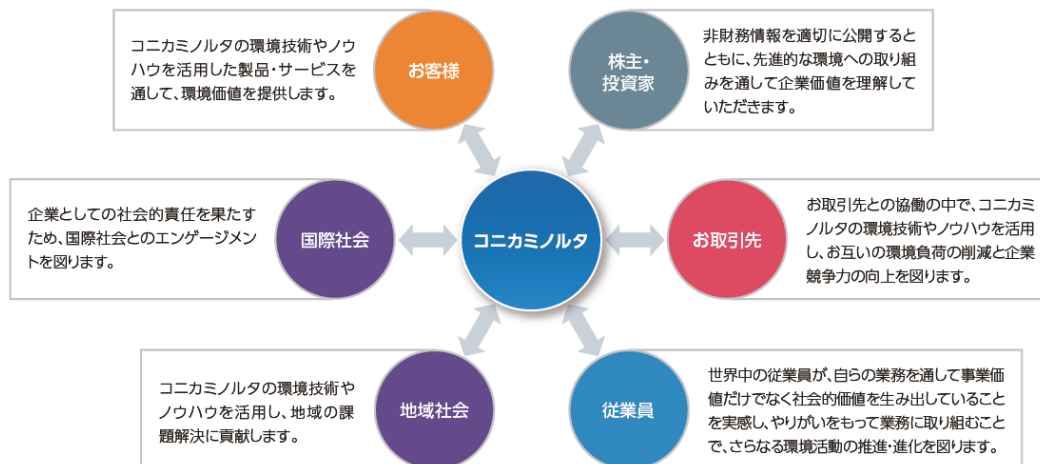 コニカミノルタの環境技術やノウ
ハウを活用した製品・サービスを
通して、環境価値を提供します。
お客様
株主・
投資家
非財務情報を適切に公開すると
ともに、先進的な環境への取り組
みを通して企業価値を理解して
いただきます。
企業としての社会的責任を果たす
ため、国際社会とのエンゲージメン
トを図ります。
国際社会
コニカミノルタ
お取引先
お取引先との協働の中で、コニカミ
ノルタの環境技術やノウハウを活用
し、お互いの環境負荷の削減と企業
競争力の向上を図ります。
コニカミノルタの環境技術や
ノウハウを活用し、地域の課
題解決に貢献します。
地域社会
従業員
世界中の従業員が、自らの業務を通して事業価
値だけでなく社会的価値を生み出していること
を実感し、やりがいをもって業務に取り組むこと
で、さらなる環境活動の推進・進化を図ります。